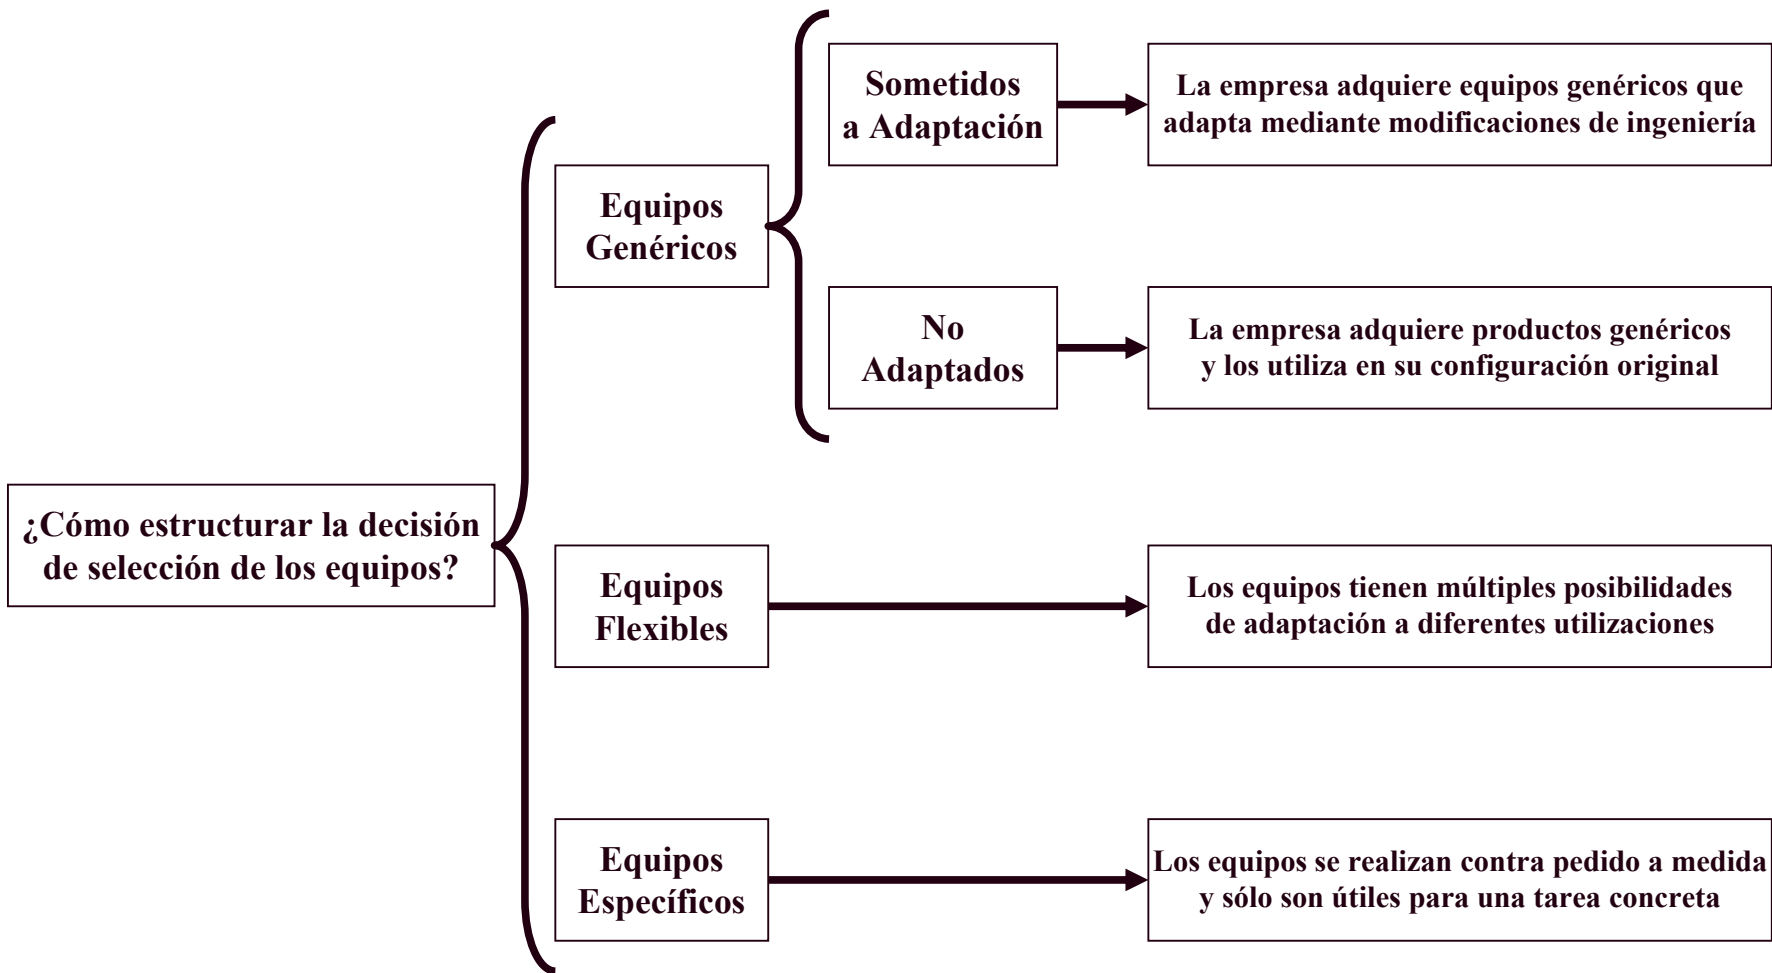 ¿Cómo estructurar la decisión
de selección de los equipos?
Equipos
Genéricos
Sometidos
a Adaptación
La empresa adquiere equipos genéricos que
adapta mediante modificaciones de ingeniería
No
Adaptados
La empresa adquiere productos genéricos
y los utiliza en su configuración original
Equipos
Flexibles
Los equipos tienen múltiples posibilidades
de adaptación a diferentes utilizaciones
Equipos
Específicos
Los equipos se realizan contra pedido a medida
y sólo son útiles para una tarea concreta